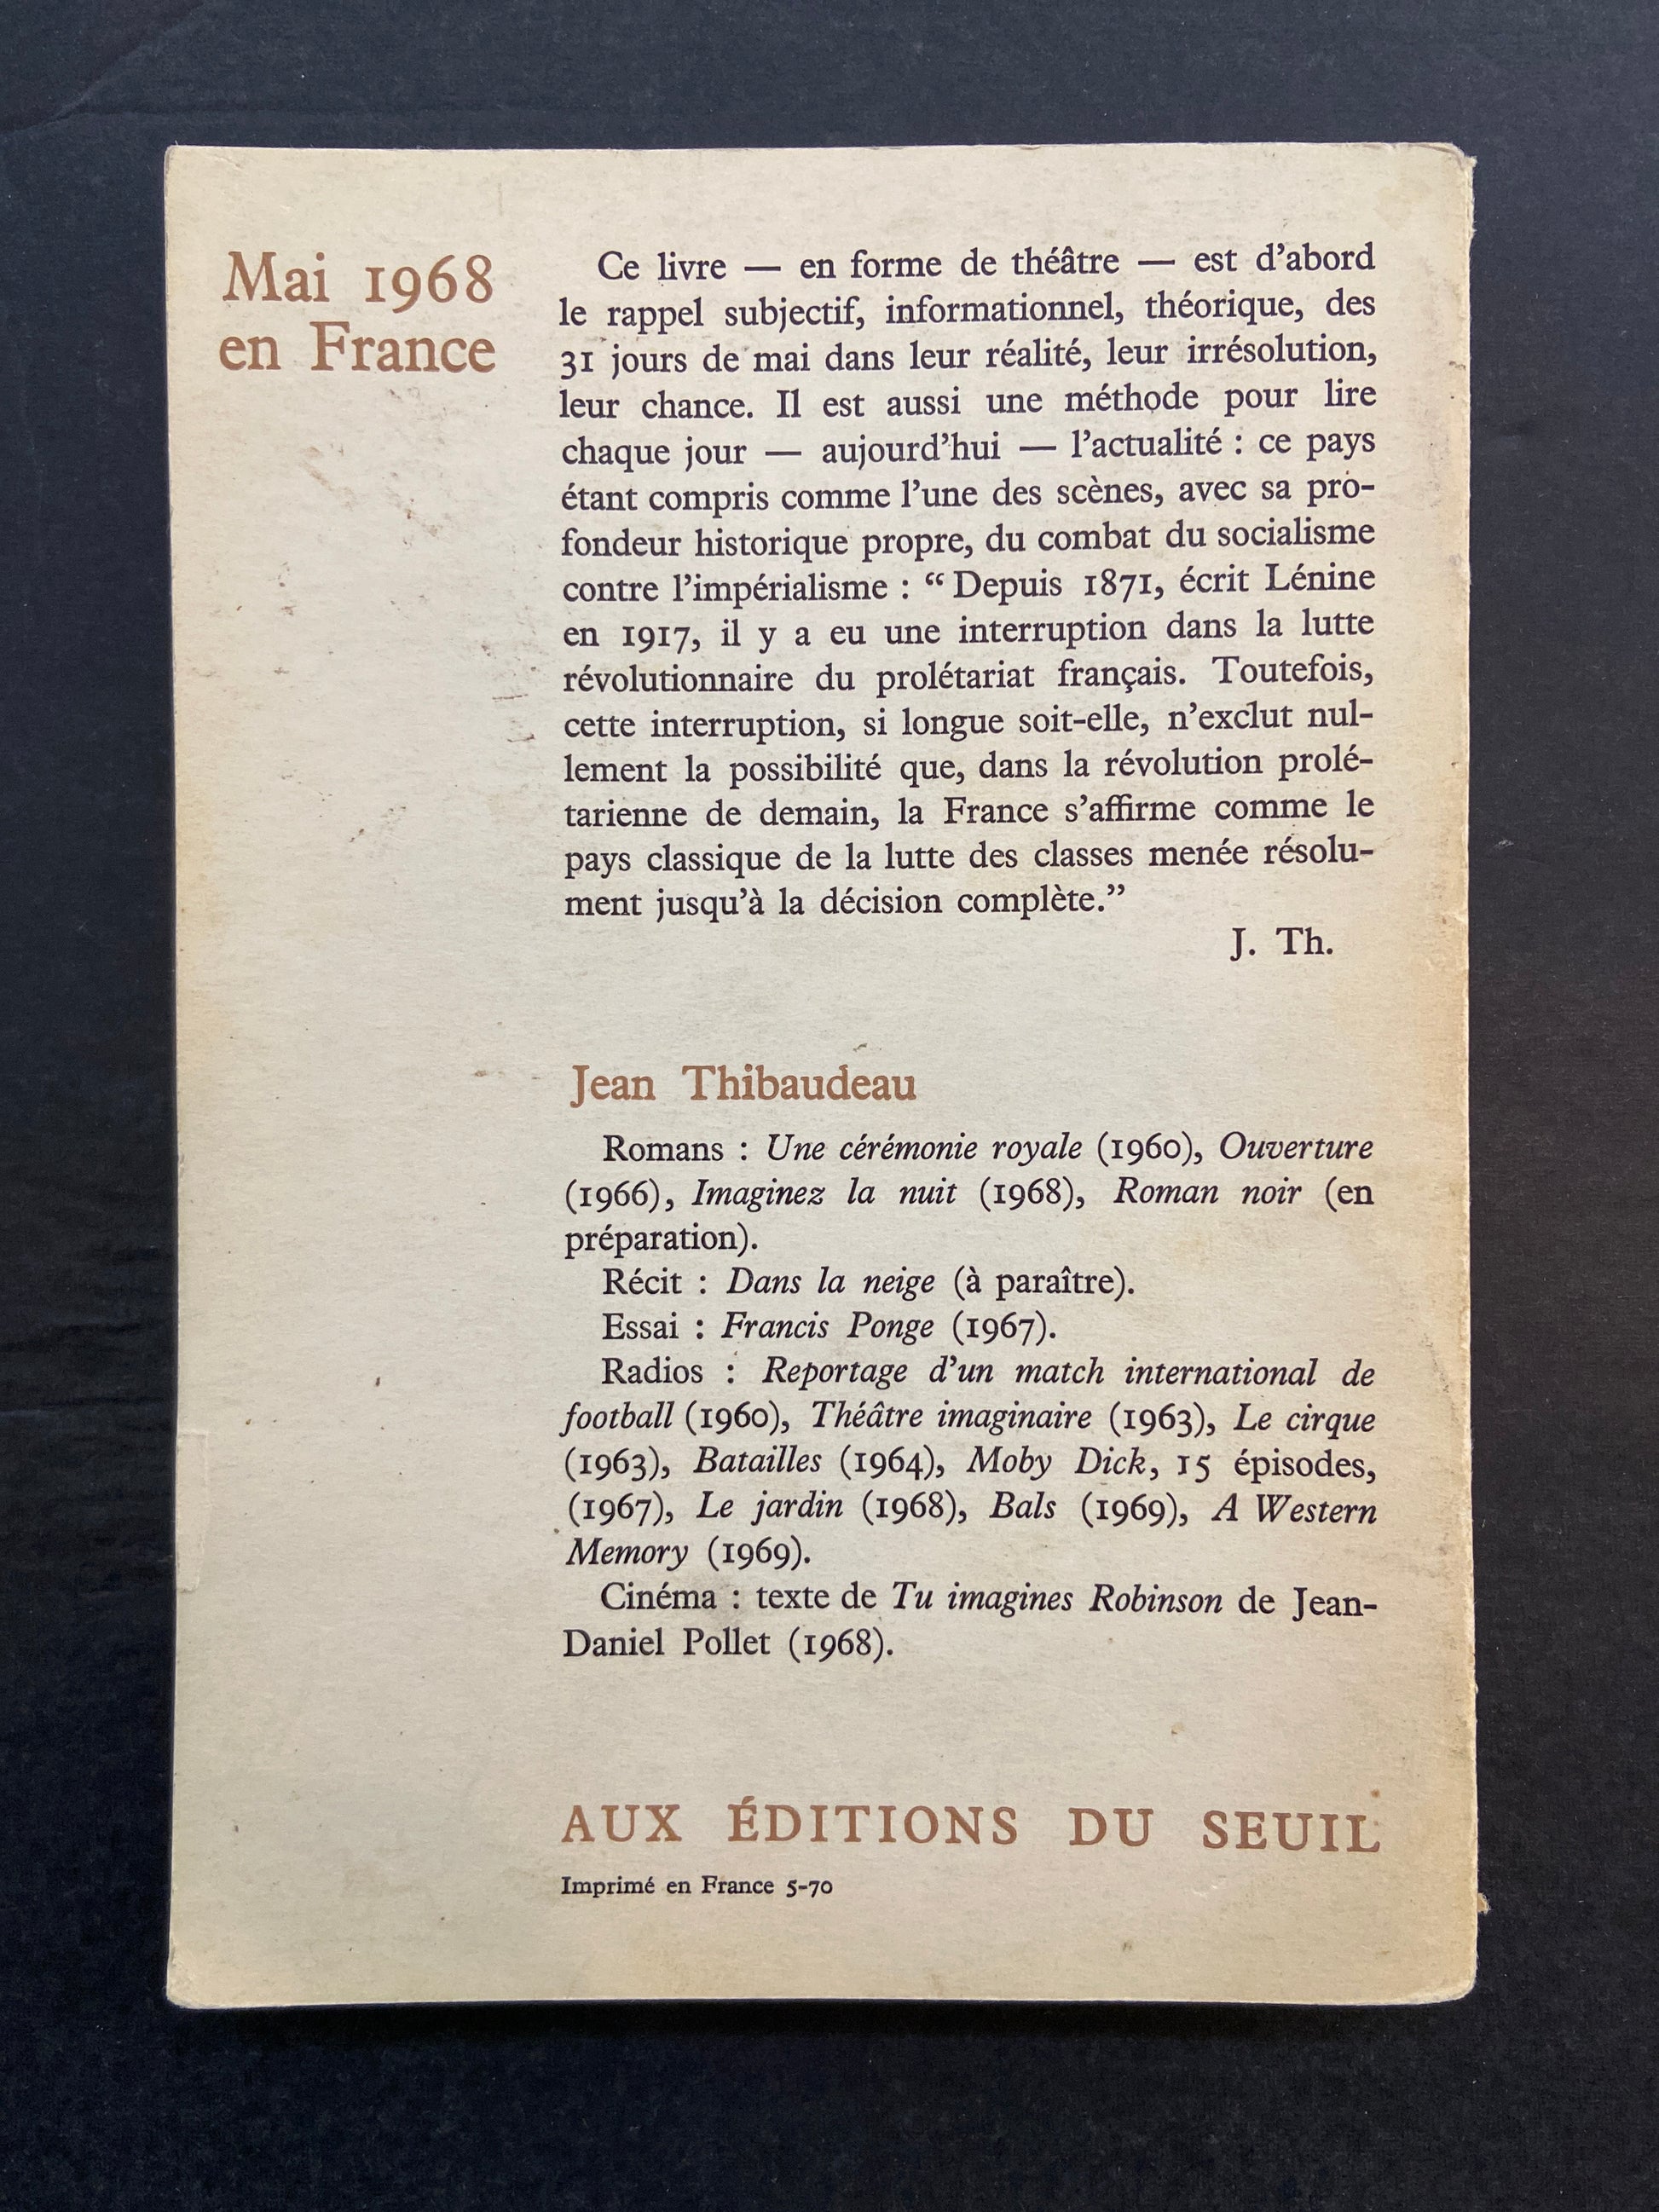 Mai 1968
en France
Ce livre — en forme de théâtre — est d’abord
le rappel subjectif, informationnel, théorique, des
31 jours de mai dans leur réalité, leur irrésolution,
leur chance. Il est aussi une méthode pour lire
chaque jour — aujourd’hui — l’actualité : ce pays
étant compris comme l’une des scènes, avec sa pro-
fondeur historique propre, du combat du socialisme
contre l’impérialisme : “ Depuis 1871, écrit Lénine
en 1917, il y a eu une interruption dans la lutte
révolutionnaire du prolétariat français. Toutefois,
cette interruption, si longue soit-elle, n’exclut nul-
lement la possibilité que, dans la révolution prolé-
tarienne de demain, la France s’affirme comme le
pays classique de la lutte des classes menée résolu-
ment jusqu’à la décision complète.”
J. Th.
Jean Thibaudeau
Romans : Une cérémonie royale (1960), Ouverture
(1966), Imaginez la nuit (1968), Roman noir (en
préparation).
Récit : Dans la neige (à paraître).
Essai : Francis Ponge (1967).
Radios : Reportage d’un match international de
football (1960), Théâtre imaginaire (1963), Le cirque
(1963), Batailles (1964), Moby Dick, 15 épisodes,
(1967), Le jardin (1968), Bals (1969), A Western
Memory (1969).
Cinéma : texte de Tu imagines Robinson de Jean-
Daniel Pollet (1968).
AUX ÉDITIONS DU SEUIL
Imprimé en France 5-70